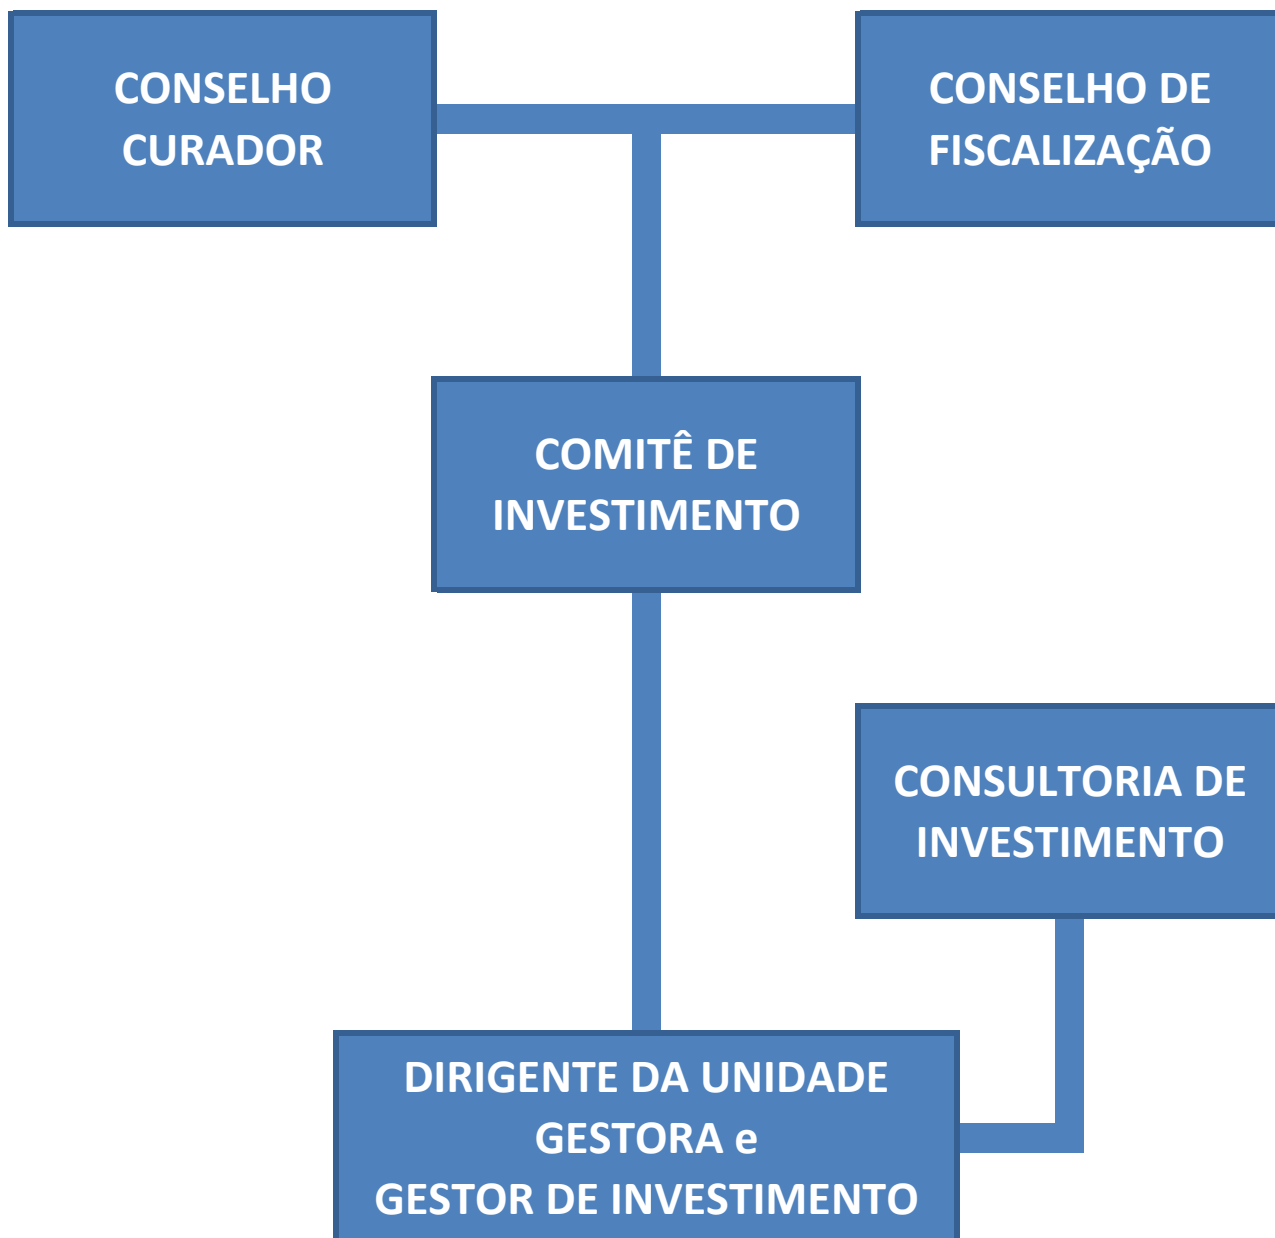 CONSELHO
CURADOR
CONSELHO DE
FISCALIZAÇÃO
COMITÊ DE
INVESTIMENTO
CONSULTORIA DE
INVESTIMENTO
DIRIGENTE DA UNIDADE
GESTORA e
GESTOR DE INVESTIMENTO